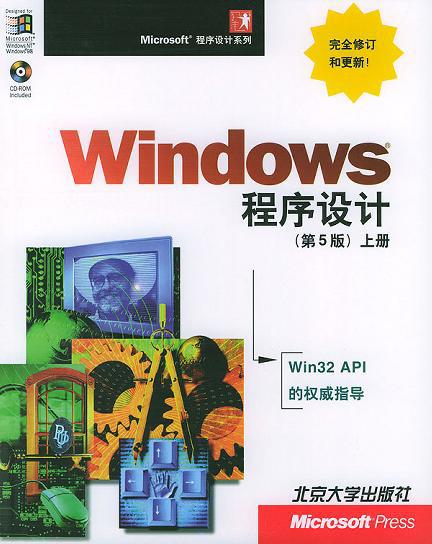 Designed for
Microsoft®
Windows NT®
Windows®98
CD-ROM
Included
Microsoft® 程序设计系列
完全修订
和更新!
Windows®
程序设计
(第5版) 上册
Win32 API
的权威指导
北京大学出版社
Microsoft Press